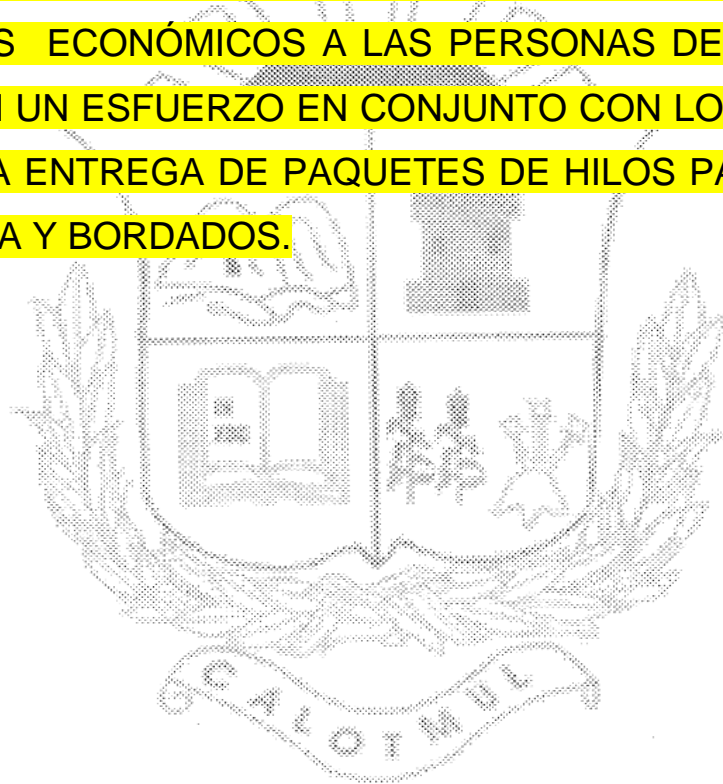 S ECONÓMICOS A LAS PERSONAS DE
UN ESFUERZO EN CONJUNTO CON LO
A ENTREGA DE PAQUETES DE HILOS PA
A Y BORDADOS.
CALOTMUL